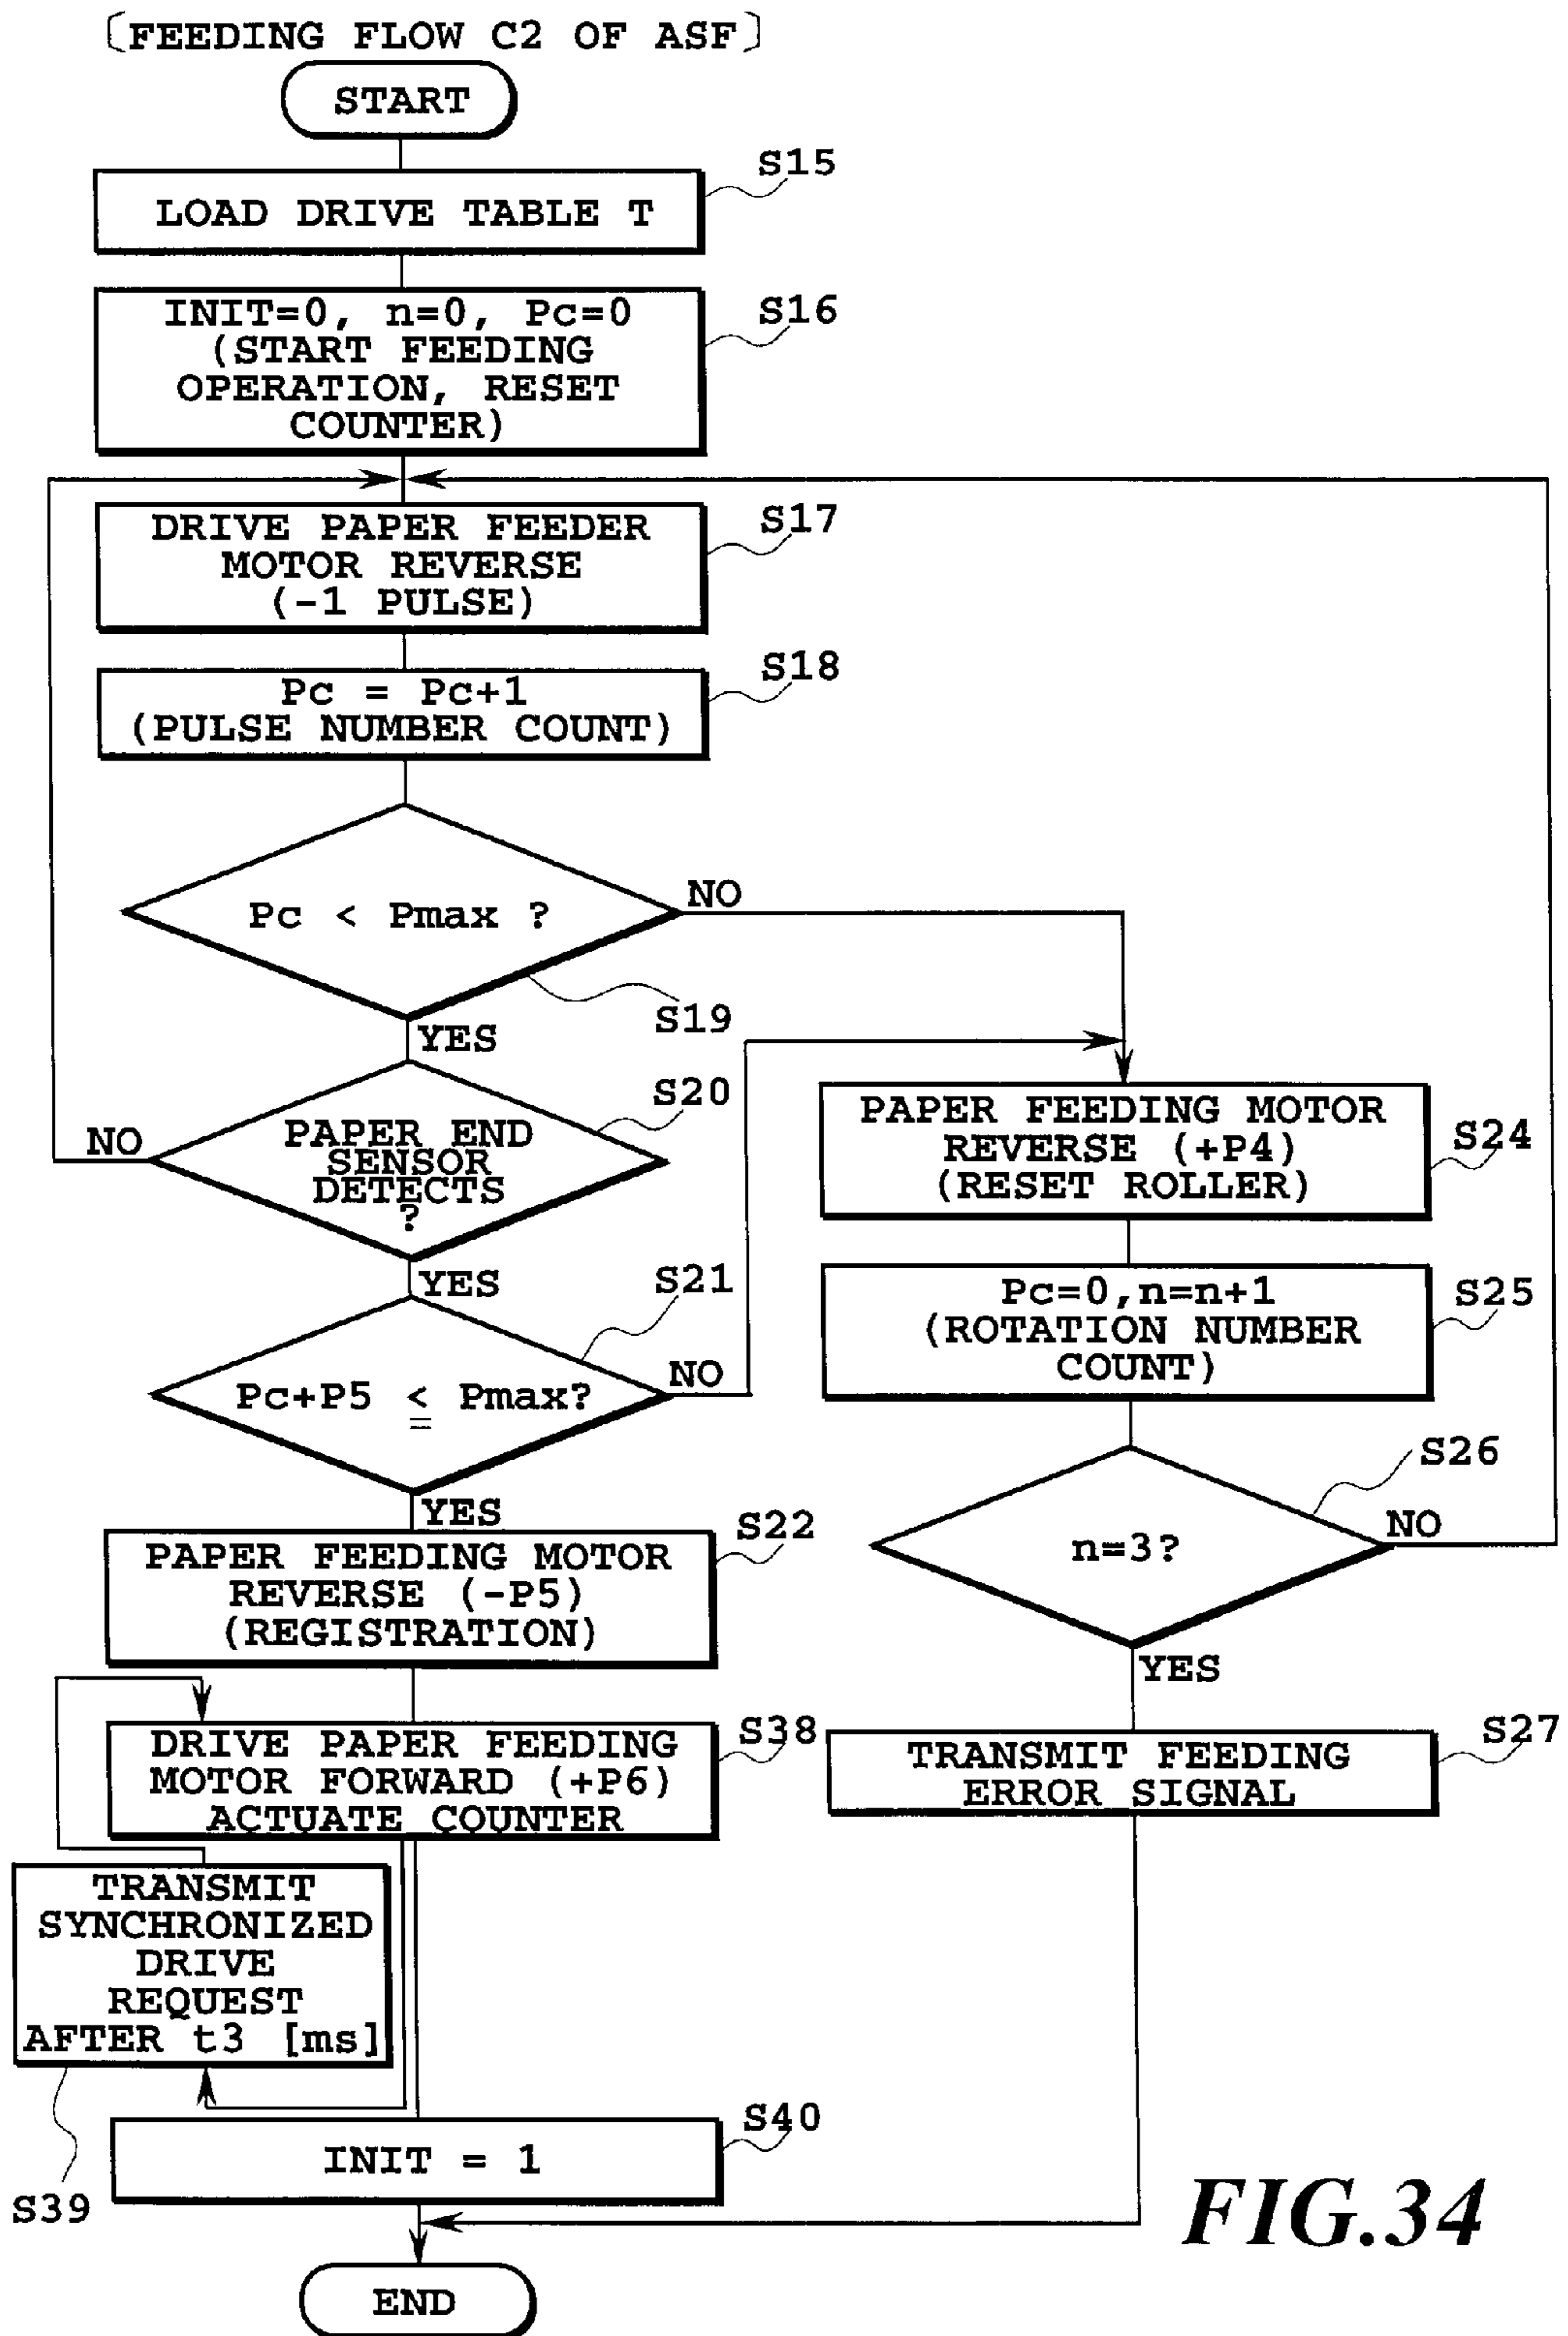 〔FEEDING FLOW C2 OF ASF〕
START
S15
LOAD DRIVE TABLE T
S16
INIT=0, n=0, Pc=0
(START FEEDING
OPERATION, RESET
COUNTER)
S17
DRIVE PAPER FEEDER
MOTOR REVERSE
(-1 PULSE)
S18
Pc = Pc+1
(PULSE NUMBER COUNT)
Pc < Pmax ?
NO
S19
YES
S20
PAPER END
SENSOR
DETECTS
?
NO
YES
S21
Pc+P5 ≦ Pmax?
NO
YES
S22
PAPER FEEDING MOTOR
REVERSE (-P5)
(REGISTRATION)
S38
DRIVE PAPER FEEDING
MOTOR FORWARD (+P6)
ACTUATE COUNTER
TRANSMIT
SYNCHRONIZED
DRIVE
REQUEST
AFTER t3 [ms]
S39
S40
INIT = 1
END
S24
PAPER FEEDING MOTOR
REVERSE (+P4)
(RESET ROLLER)
S25
Pc=0,n=n+1
(ROTATION NUMBER
COUNT)
S26
n=3?
NO
YES
S27
TRANSMIT FEEDING
ERROR SIGNAL
FIG.34